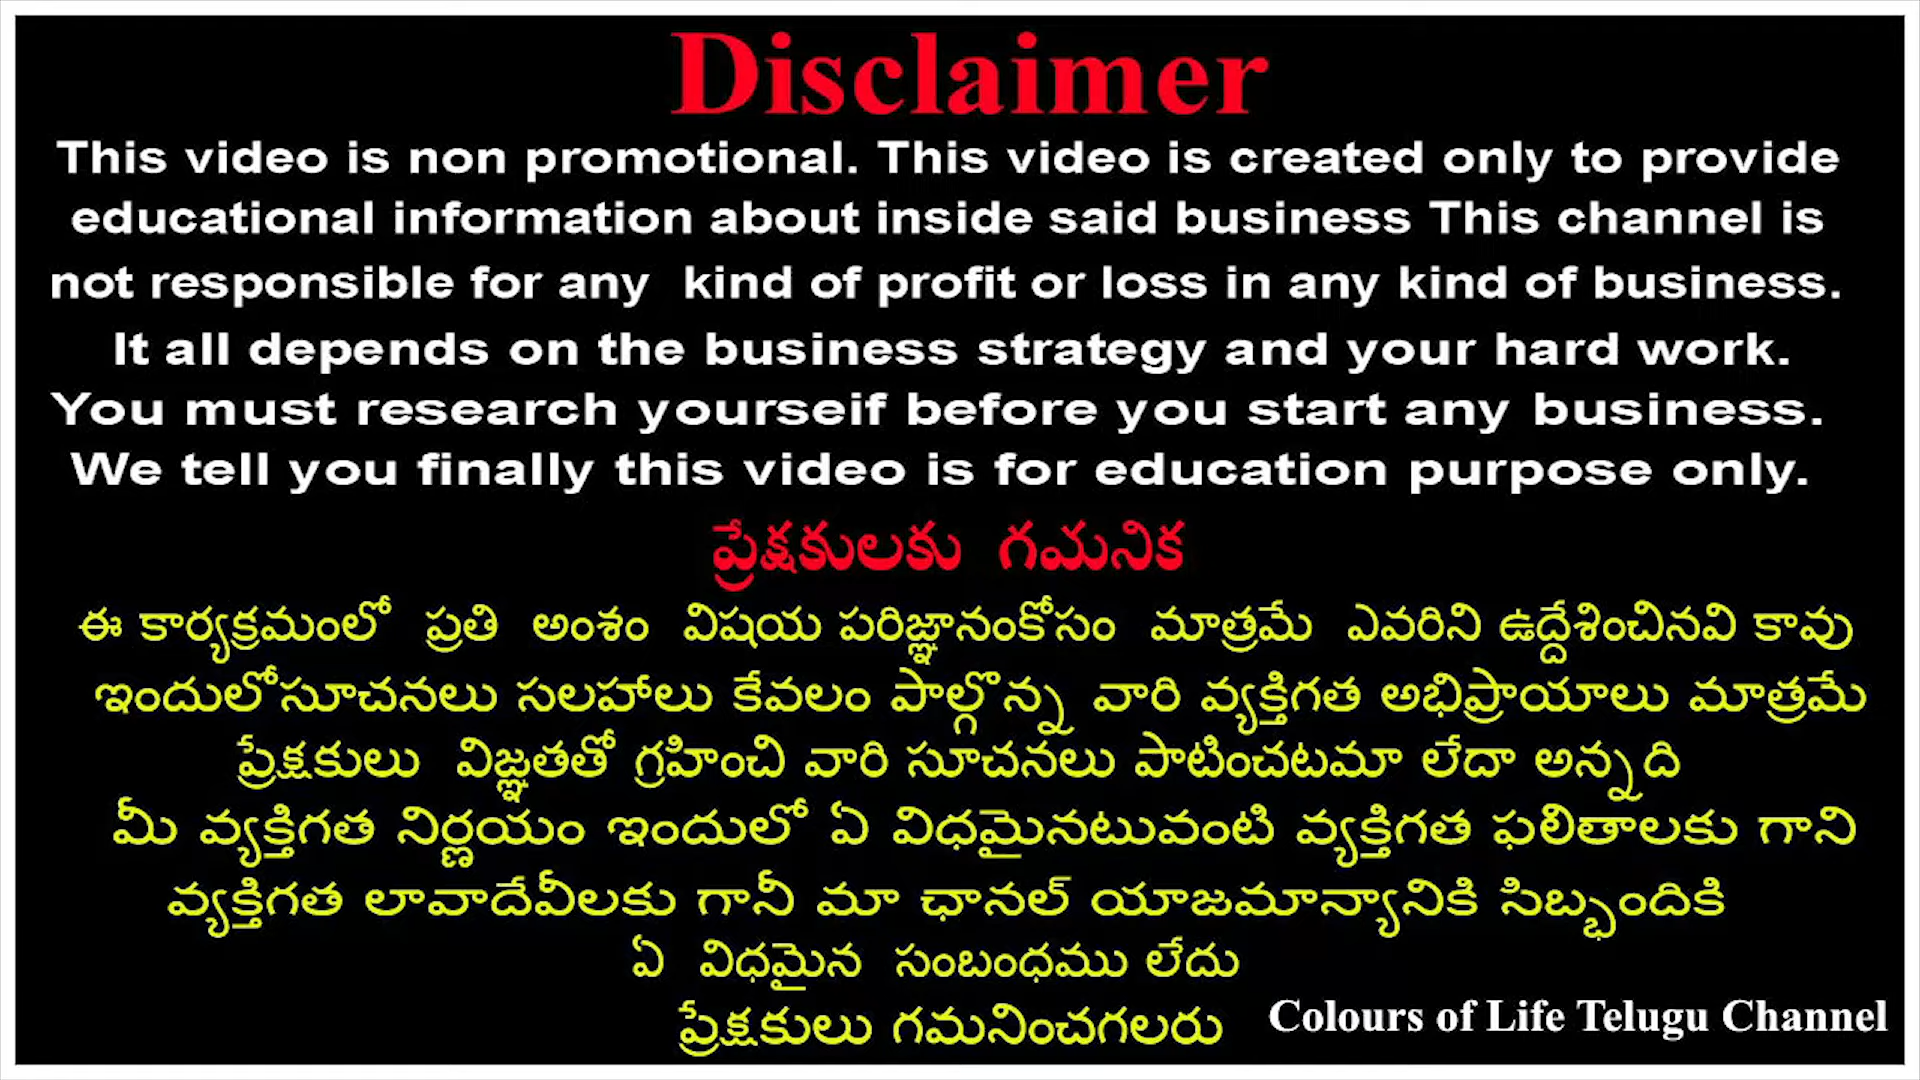 Disclaimer
This video is non promotional. This video is created only to provide
educational information about inside said business This channel is
not responsible for any kind of profit or loss in any kind of business.
It all depends on the business strategy and your hard work.
You must research yourseif before you start any business.
We tell you finally this video is for education purpose only.
ప్రేక్షకులకు గమనిక
ఈ కార్యక్రమంలో ప్రతి అంశం విషయ పరిజ్ఞానంకోసం మాత్రమే ఎవరిని ఉద్దేశించినవి కావు
ఇందులోసూచనలు సలహాలు కేవలం పాల్గొన్న వారి వ్యక్తిగత అభిప్రాయాలు మాత్రమే
ప్రేక్షకులు విజ్ఞతతో గ్రహించి వారి సూచనలు పాటించటమా లేదా అన్నది
మీ వ్యక్తిగత నిర్ణయం ఇందులో ఏ విధమైనటువంటి వ్యక్తిగత ఫలితాలకు గాని
వ్యక్తిగత లావాదేవీలకు గానీ మా ఛానల్ యాజమాన్యానికి సిబ్బందికి
ఏ విధమైన సంబంధము లేదు
ప్రేక్షకులు గమనించగలరు
Colours of Life Telugu Channel